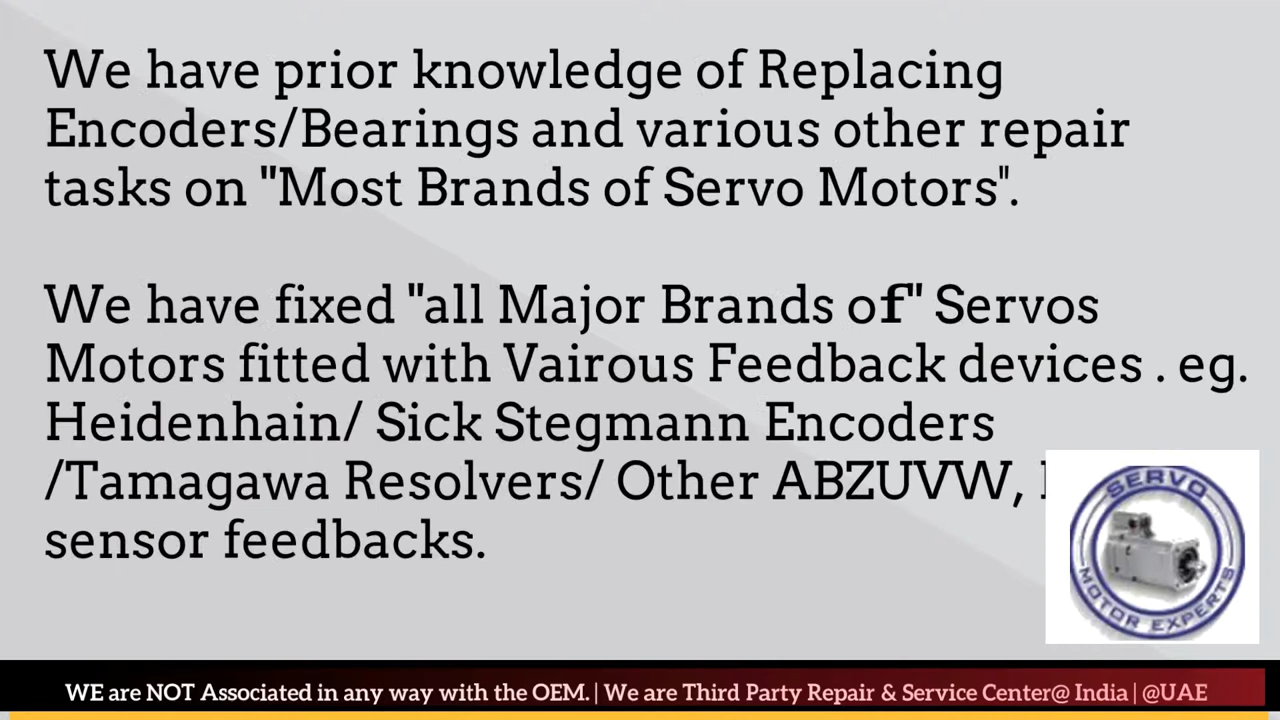 We have prior knowledge of Replacing
Encoders/Bearings and various other repair
tasks on "Most Brands of Servo Motors".
We have fixed "all Major Brands of" Servos
Motors fitted with Vairous Feedback devices . eg.
Heidenhain/ Sick Stegmann Encoders
/Tamagawa Resolvers/ Other ABZUVW,
sensor feedbacks.
SERVO
MOTOR EXPERTS
WE are NOT Associated in any way with the OEM. | We are Third Party Repair & Service Center@ India | @UAE